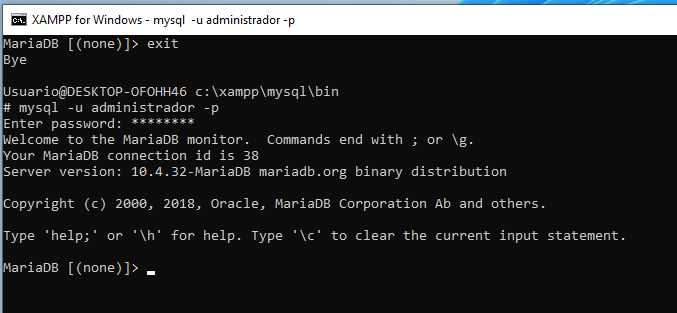 XAMPP for Windows - mysql  -u administrador -p
MariaDB [(none)]> exit
Bye
Usuario@DESKTOP-OFOHH46 c:\xampp\mysql\bin
# mysql -u administrador -p
Enter password: ********
Welcome to the MariaDB monitor.  Commands end with ; or \g.
Your MariaDB connection id is 38
Server version: 10.4.32-MariaDB mariadb.org binary distribution
Copyright (c) 2000, 2018, Oracle, MariaDB Corporation Ab and others.
Type 'help;' or '\h' for help. Type '\c' to clear the current input statement.
MariaDB [(none)]>